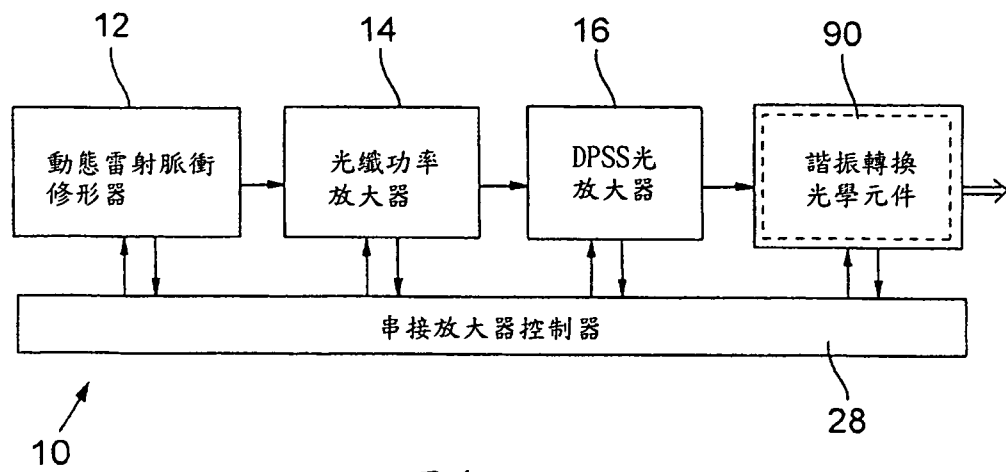 12
14
16
90
動態雷射脈衝
修形器
光纖功率
放大器
DPSS光
放大器
諧振轉換
光學元件
串接放大器控制器
10
28